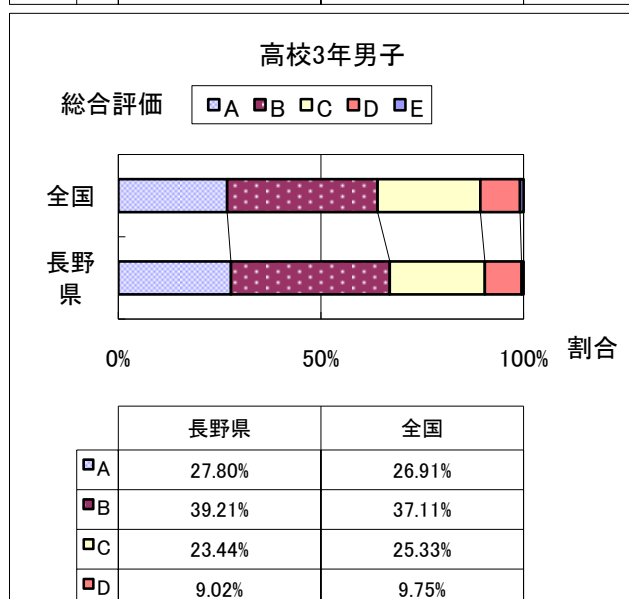 高校3年男子
総合評価 A B C D E
全国
長野
県
0% 50% 100% 割合
長野県 全国
A 27.80% 26.91%
B 39.21% 37.11%
C 23.44% 25.33%
D 9.02% 9.75%